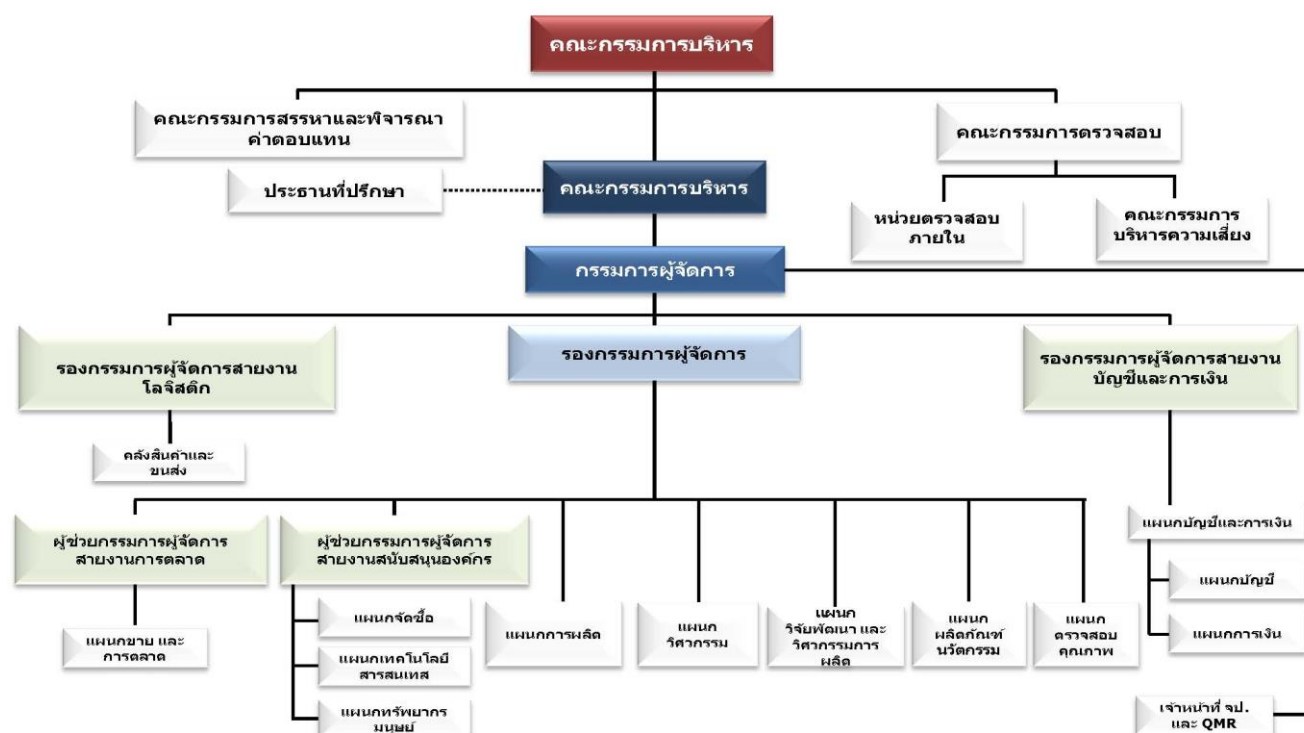 คณะกรรมการบริหาร
คณะกรรมการสรรหาและพิจารณา
ค่าตอบแทน
คณะกรรมการตรวจสอบ
ประธานที่ปรึกษา
คณะกรรมการบริหาร
หน่วยตรวจสอบ
ภายใน
คณะกรรมการ
บริหารความเสี่ยง
กรรมการผู้จัดการ
รองกรรมการผู้จัดการสายงาน
โลจิสติก
รองกรรมการผู้จัดการ
รองกรรมการผู้จัดการสายงาน
บัญชีและการเงิน
คลังสินค้าและ
ขนส่ง
ผู้ช่วยกรรมการผู้จัดการ
สายงานการตลาด
ผู้ช่วยกรรมการผู้จัดการ
สายงานสนับสนุนองค์กร
แผนกบัญชีและการเงิน
แผนกบัญชี
แผนกการเงิน
แผนกขาย และ
การตลาด
แผนกจัดซื้อ
แผนกเทคโนโลยี
สารสนเทส
แผนกทรัพยากร
มนุษย์
แผนกการผลิต
แผนก
วิศวกรรม
แผนก
วิจัยพัฒนา และ
วิศวกรรมการ
ผลิต
แผนก
ผลิตภัณฑ์
นวัตกรรม
แผนก
ตรวจสอบ
คุณภาพ
เจ้าหน้าที่ จป.
และ QMR